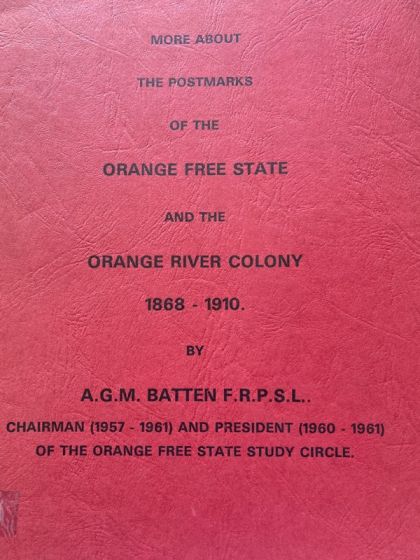 MORE ABOUT
THE POSTMARKS
OF THE
ORANGE FREE STATE
AND THE
ORANGE RIVER COLONY
1868 - 1910.
BY
A.G.M. BATTEN F.R.P.S.L..
CHAIRMAN (1957 - 1961) AND PRESIDENT (1960 - 1961)
OF THE ORANGE FREE STATE STUDY CIRCLE.